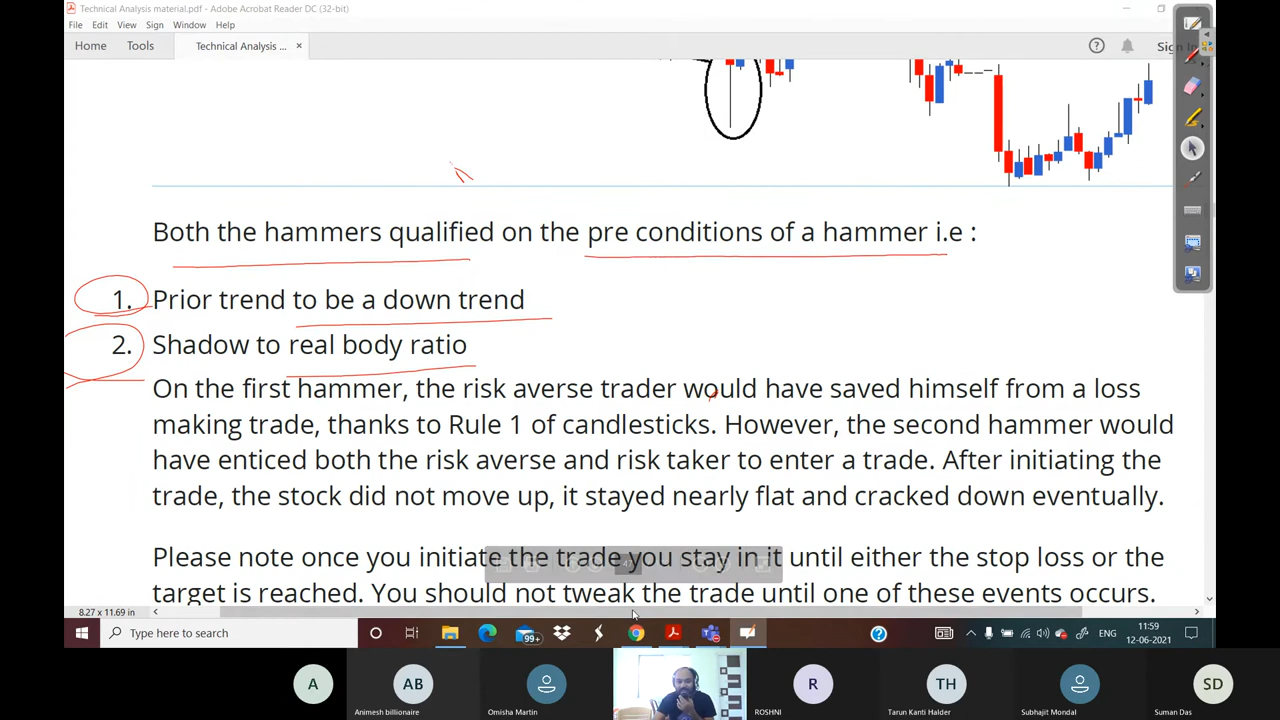 Technical Analysis material.pdf - Adobe Acrobat Reader DC (32-bit)
File Edit View Sign Window Help
Home Tools Technical Analysis ... × Sign In
Both the hammers qualified on the pre conditions of a hammer i.e :
1. Prior trend to be a down trend
2. Shadow to real body ratio
On the first hammer, the risk averse trader would have saved himself from a loss
making trade, thanks to Rule 1 of candlesticks. However, the second hammer would
have enticed both the risk averse and risk taker to enter a trade. After initiating the
trade, the stock did not move up, it stayed nearly flat and cracked down eventually.
Please note once you initiate the trade you stay in it until either the stop loss or the
target is reached. You should not tweak the trade until one of these events occurs.
8.27 x 11.69 in
Type here to search
99+
ENG
11:59
12-06-2021
A AB R TH SD
Animesh billionaire Omisha Martin ROSHNI Tarun Kanti Halder Subhajit Mondal Suman Das